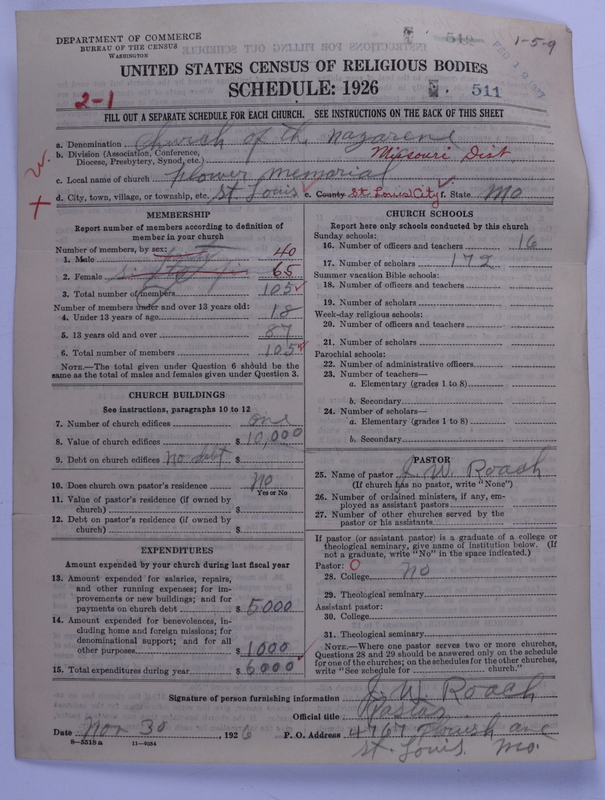 DEPARTMENT OF COMMERCE
BUREAU OF THE CENSUS
WASHINGTON
1-5-9
511
UNITED STATES CENSUS OF RELIGIOUS BODIES
SCHEDULE: 1926
2-1
FILL OUT A SEPARATE SCHEDULE FOR EACH CHURCH. SEE INSTRUCTIONS ON THE BACK OF THIS SHEET
a. Denomination Church of the Nazarene
b. Division (Association, Conference, Diocese, Presbytery, Synod, etc.) Missouri Dist
c. Local name of church Flower Memorial
d. City, town, village, or township, etc. St Louis e. County St Louis City f. State Mo
MEMBERSHIP
Report number of members according to definition of
member in your church
Number of members, by sex:
1. Male 40
2. Female 65
3. Total number of members 105
Number of members under and over 13 years old:
4. Under 13 years of age 18
5. 13 years old and over 87
6. Total number of members 105
NOTE.—The total given under Question 6 should be the
same as the total of males and females given under Question 3.
CHURCH BUILDINGS
See instructions, paragraphs 10 to 12
7. Number of church edifices one
8. Value of church edifices $ 10,000
9. Debt on church edifices no debt $
10. Does church own pastor's residence No
Yes or No
11. Value of pastor's residence (if owned by
church) $
12. Debt on pastor's residence (if owned by
church) $
EXPENDITURES
Amount expended by your church during last fiscal year
13. Amount expended for salaries, repairs,
and other running expenses; for im-
provements or new buildings; and for
payments on church debt $ 5000
14. Amount expended for benevolences, in-
cluding home and foreign missions; for
denominational support; and for all
other purposes $ 1000
15. Total expenditures during year $ 6000
CHURCH SCHOOLS
Report here only schools conducted by this church
Sunday schools:
16. Number of officers and teachers 16
17. Number of scholars 172
Summer vacation Bible schools:
18. Number of officers and teachers
19. Number of scholars
Week-day religious schools:
20. Number of officers and teachers
21. Number of scholars
Parochial schools:
22. Number of administrative officers
23. Number of teachers—
a. Elementary (grades 1 to 8)
b. Secondary
24. Number of scholars—
a. Elementary (grades 1 to 8)
b. Secondary
PASTOR
25. Name of pastor J. W. Roach
(If church has no pastor, write "None")
26. Number of ordained ministers, if any, em-
ployed as assistant pastors
27. Number of other churches served by the
pastor or his assistants
If pastor (or assistant pastor) is a graduate of a college or
theological seminary, give name of institution below. (If
not a graduate, write "No" in the space indicated.)
Pastor: O
28. College no
29. Theological seminary
Assistant pastor:
30. College
31. Theological seminary
NOTE.—Where one pastor serves two or more churches,
Questions 28 and 29 should be answered only on the schedule
for one of the churches; on the schedules for the other churches,
write "See schedule for church."
Signature of person furnishing information J. W. Roach
Official title Pastor
Date Nov 30, 1926 P. O. Address 4767 ave
St. Louis. Mo.
8-5518 a 11-9354